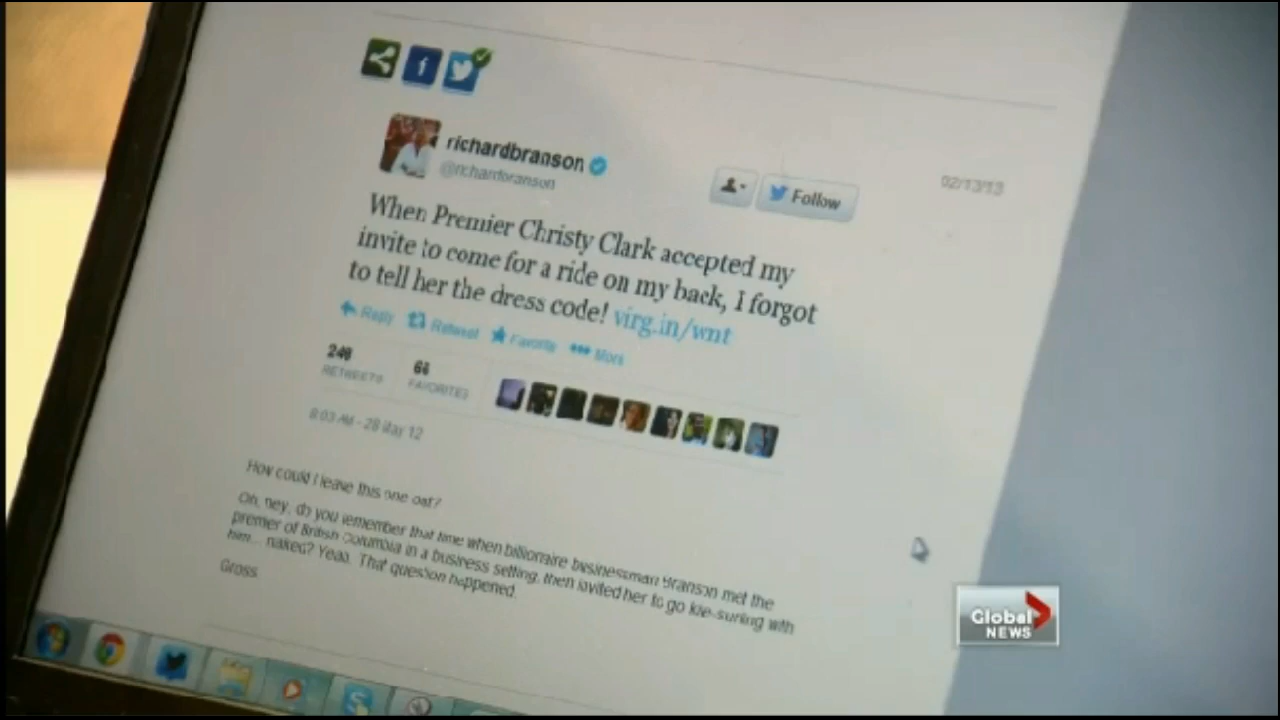 richardbranson
@richardbranson
Follow
02/13/13
When Premier Christy Clark accepted my
invite to come for a ride on my back, I forgot
to tell her the dress code! virg.in/wnt
Reply Retweet Favorite More
248
RETWEETS
66
FAVORITES
8:03 AM - 28 May 12
How could I leave this one out?
Oh, hey, do you remember that time when billionaire businessman Branson met the
premier of British Columbia in a business setting, then invited her to go kite-surfing with
him... naked? Yeah. That question happened.
Gross.
Global
NEWS